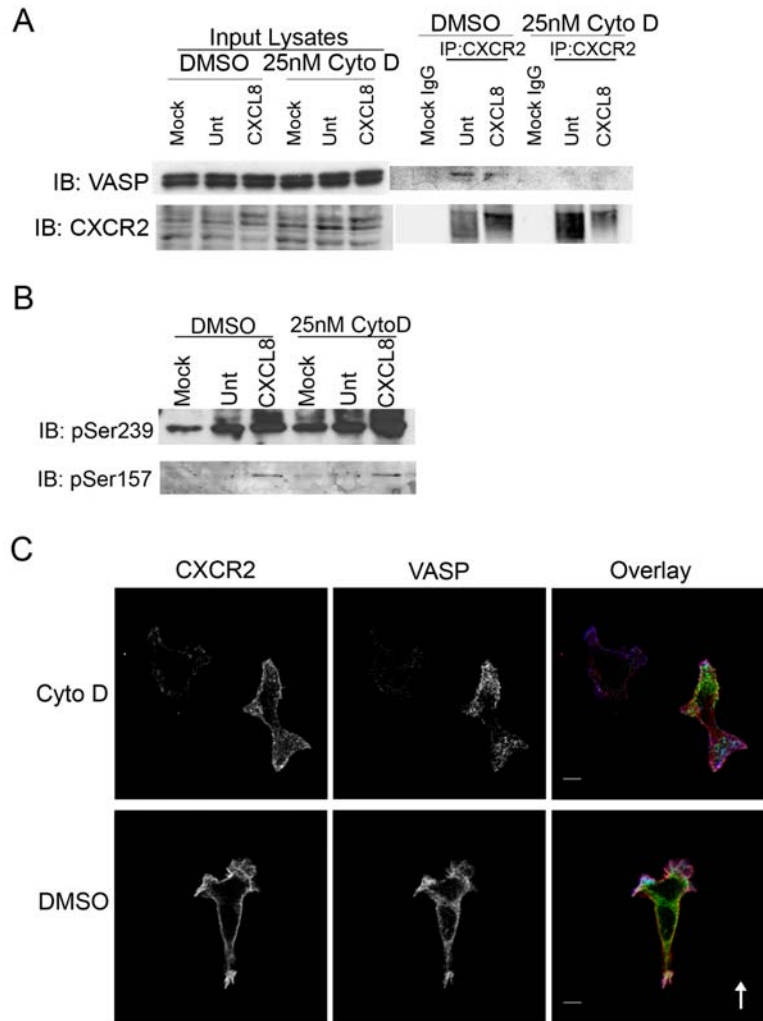 A
Input Lysates
DMSO 25nM Cyto D
Mock Unt CXCL8 Mock Unt CXCL8
DMSO 25nM Cyto D
IP:CXCR2 IP:CXCR2
Mock IgG Unt CXCL8 Mock IgG Unt CXCL8
IB: VASP
IB: CXCR2
B
DMSO 25nM CytoD
Mock Unt CXCL8 Mock Unt CXCL8
IB: pSer239
IB: pSer157
C
CXCR2 VASP Overlay
Cyto D
DMSO